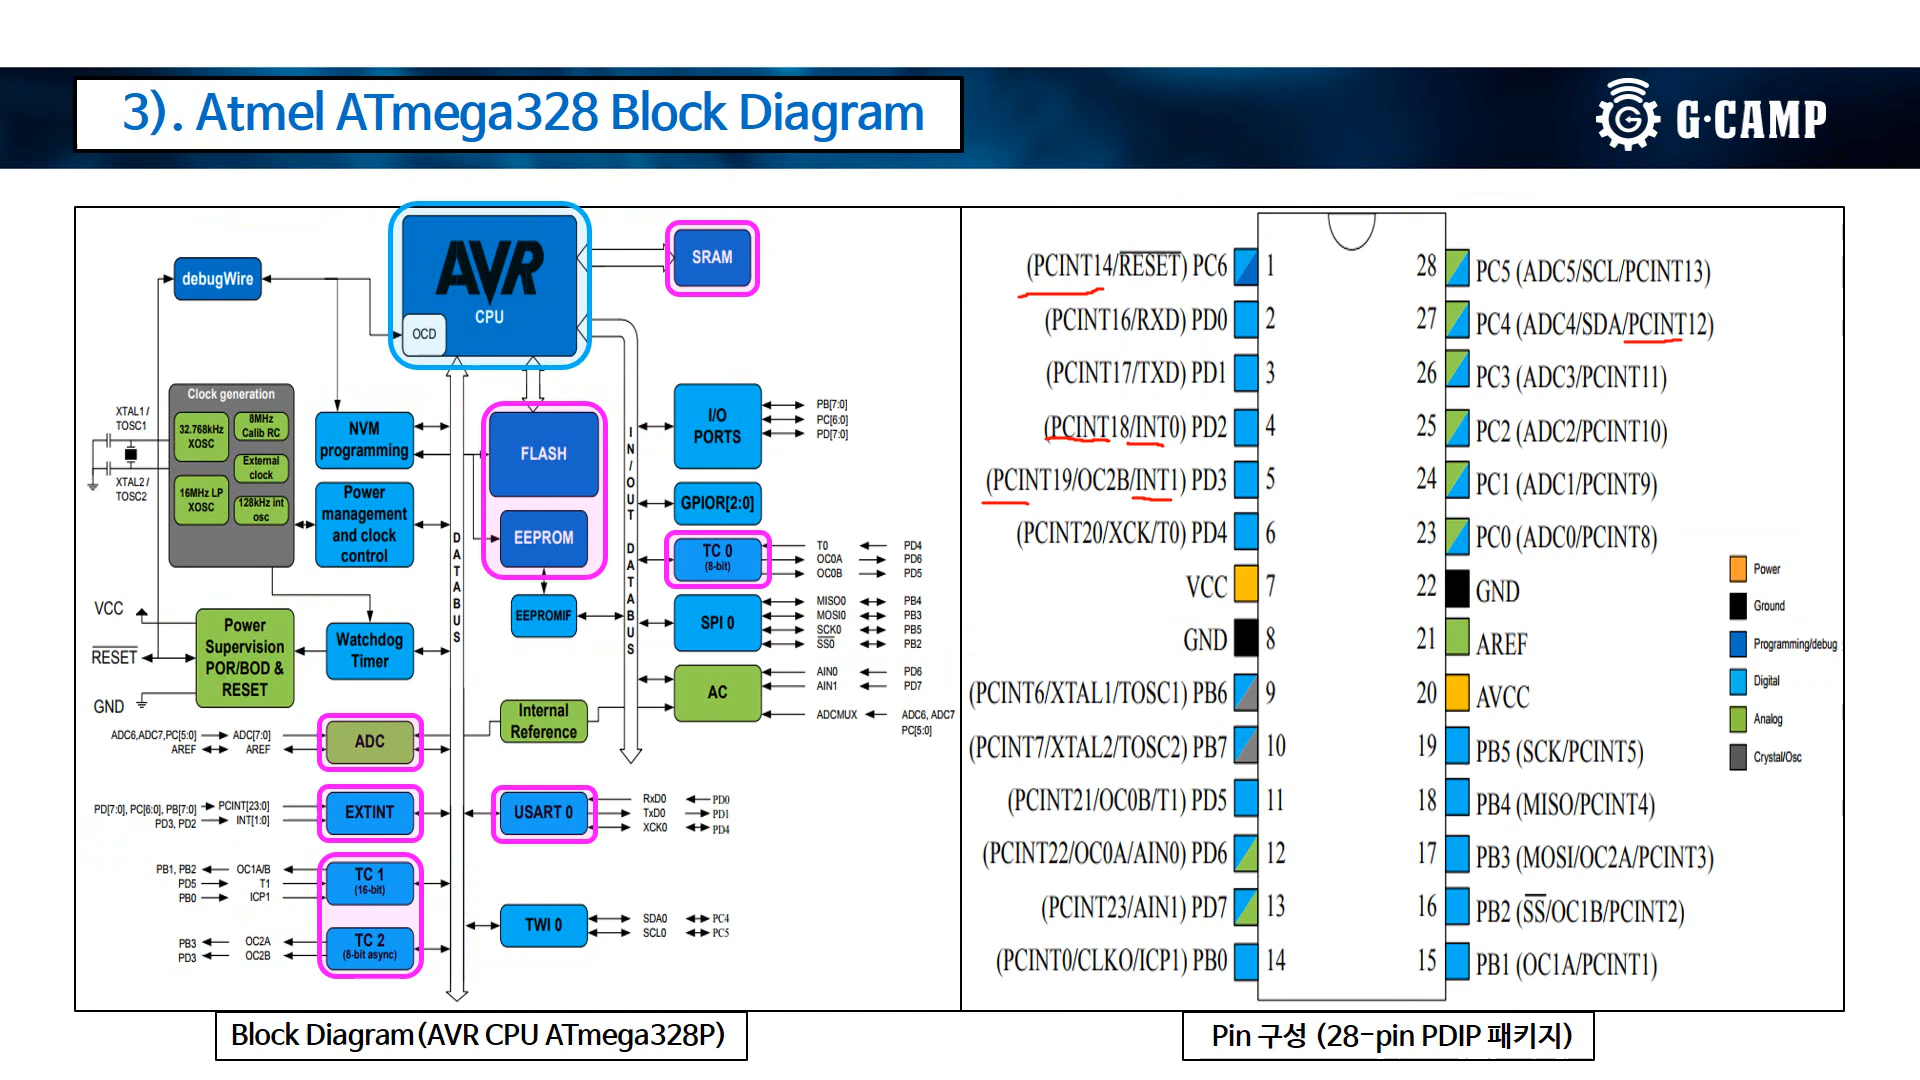 3). Atmel ATmega328 Block Diagram
G·CAMP
AVR
CPU
OCD
SRAM
debugWire
Clock generation
XTAL1 /
TOSC1
XTAL2 /
TOSC2
32.768kHz
XOSC
8MHz
Calib RC
External
clock
16MHz LP
XOSC
128kHz int
osc
NVM
programming
Power
management
and clock
control
FLASH
EEPROM
EEPROMIF
DATABUS
IN/OUT DATABUS
I/O
PORTS
PB[7:0]
PC[6:0]
PD[7:0]
GPIOR[2:0]
TC 0
(8-bit)
T0 PD4
OC0A PD6
OC0B PD5
SPI 0
MISO0 PB4
MOSI0 PB3
SCK0 PB5
SS0 PB2
AC
AIN0 PD6
AIN1 PD7
ADCMUX ADC6, ADC7
PC[5:0]
VCC
RESET
GND
Power
Supervision
POR/BOD &
RESET
Watchdog
Timer
Internal
Reference
ADC6,ADC7,PC[5:0] ADC[7:0]
AREF AREF
ADC
PD[7:0], PC[6:0], PB[7:0] PCINT[23:0]
PD3, PD2 INT[1:0]
EXTINT
USART 0
RxD0 PD0
TxD0 PD1
XCK0 PD4
PB1, PB2 OC1A/B
PD5 T1
PB0 ICP1
TC 1
(16-bit)
PB3 OC2A
PD3 OC2B
TC 2
(8-bit async)
TWI 0
SDA0 PC4
SCL0 PC5
Block Diagram(AVR CPU ATmega328P)
(PCINT14/RESET) PC6 1
(PCINT16/RXD) PD0 2
(PCINT17/TXD) PD1 3
(PCINT18/INT0) PD2 4
(PCINT19/OC2B/INT1) PD3 5
(PCINT20/XCK/T0) PD4 6
VCC 7
GND 8
(PCINT6/XTAL1/TOSC1) PB6 9
(PCINT7/XTAL2/TOSC2) PB7 10
(PCINT21/OC0B/T1) PD5 11
(PCINT22/OC0A/AIN0) PD6 12
(PCINT23/AIN1) PD7 13
(PCINT0/CLKO/ICP1) PB0 14
28 PC5 (ADC5/SCL/PCINT13)
27 PC4 (ADC4/SDA/PCINT12)
26 PC3 (ADC3/PCINT11)
25 PC2 (ADC2/PCINT10)
24 PC1 (ADC1/PCINT9)
23 PC0 (ADC0/PCINT8)
22 GND
21 AREF
20 AVCC
19 PB5 (SCK/PCINT5)
18 PB4 (MISO/PCINT4)
17 PB3 (MOSI/OC2A/PCINT3)
16 PB2 (SS/OC1B/PCINT2)
15 PB1 (OC1A/PCINT1)
Power
Ground
Programming/debug
Digital
Analog
Crystal/Osc
Pin 구성 (28-pin PDIP 패키지)